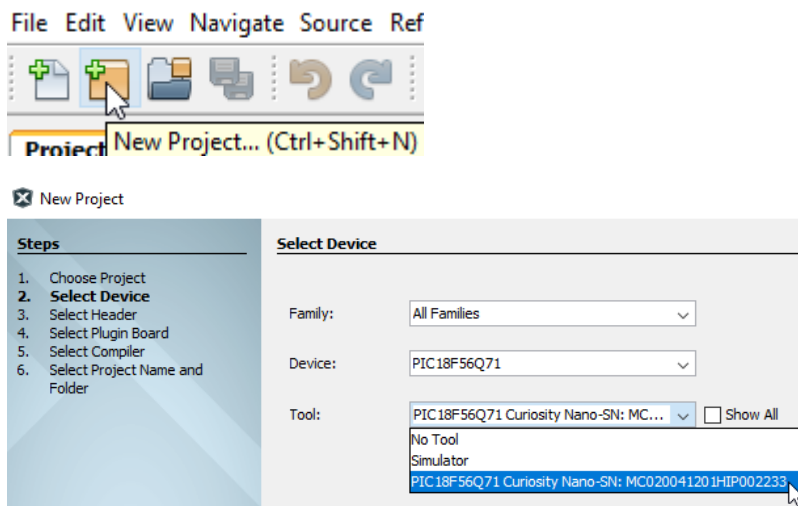 File Edit View Navigate Source Ref
Project
New Project... (Ctrl+Shift+N)
New Project
Steps
1. Choose Project
2. Select Device
3. Select Header
4. Select Plugin Board
5. Select Compiler
6. Select Project Name and
Folder
Select Device
Family: All Families
Device: PIC18F56Q71
Tool: PIC18F56Q71 Curiosity Nano-SN: MC... Show All
No Tool
Simulator
PIC18F56Q71 Curiosity Nano-SN: MC020041201HIP002233